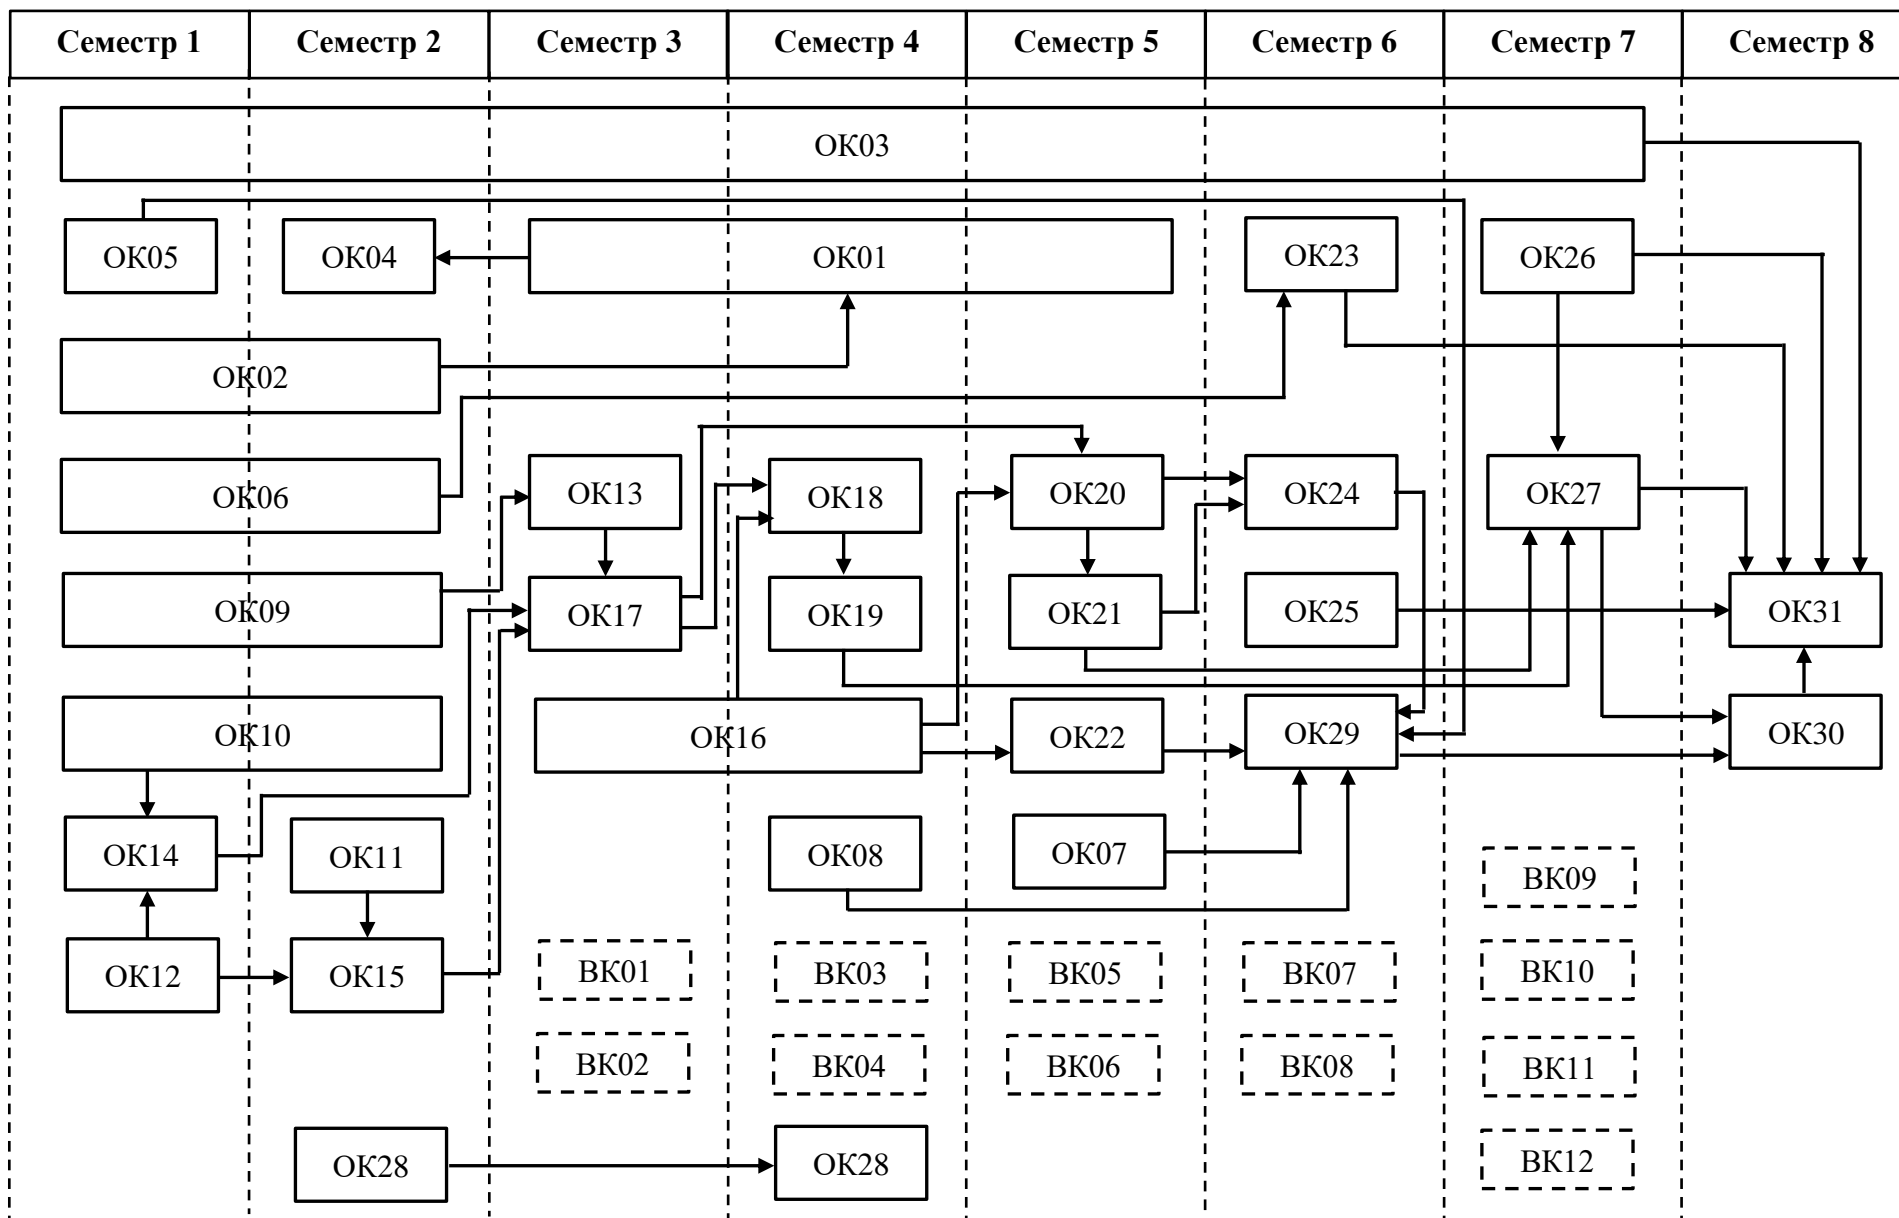 Семестр 1 Семестр 2 Семестр 3 Семестр 4 Семестр 5 Семестр 6 Семестр 7 Семестр 8
ОК03
ОК05 ОК04 ОК01 ОК23 ОК26
ОК02
ОК06 ОК13 ОК18 ОК20 ОК24 ОК27
ОК09 ОК17 ОК19 ОК21 ОК25 ОК31
ОК10 ОК16 ОК22 ОК29 ОК30
ОК14 ОК11 ОК08 ОК07
ВК09
ОК12 ОК15 ВК01 ВК03 ВК05 ВК07 ВК10
ВК02 ВК04 ВК06 ВК08 ВК11
ОК28 ОК28 ВК12